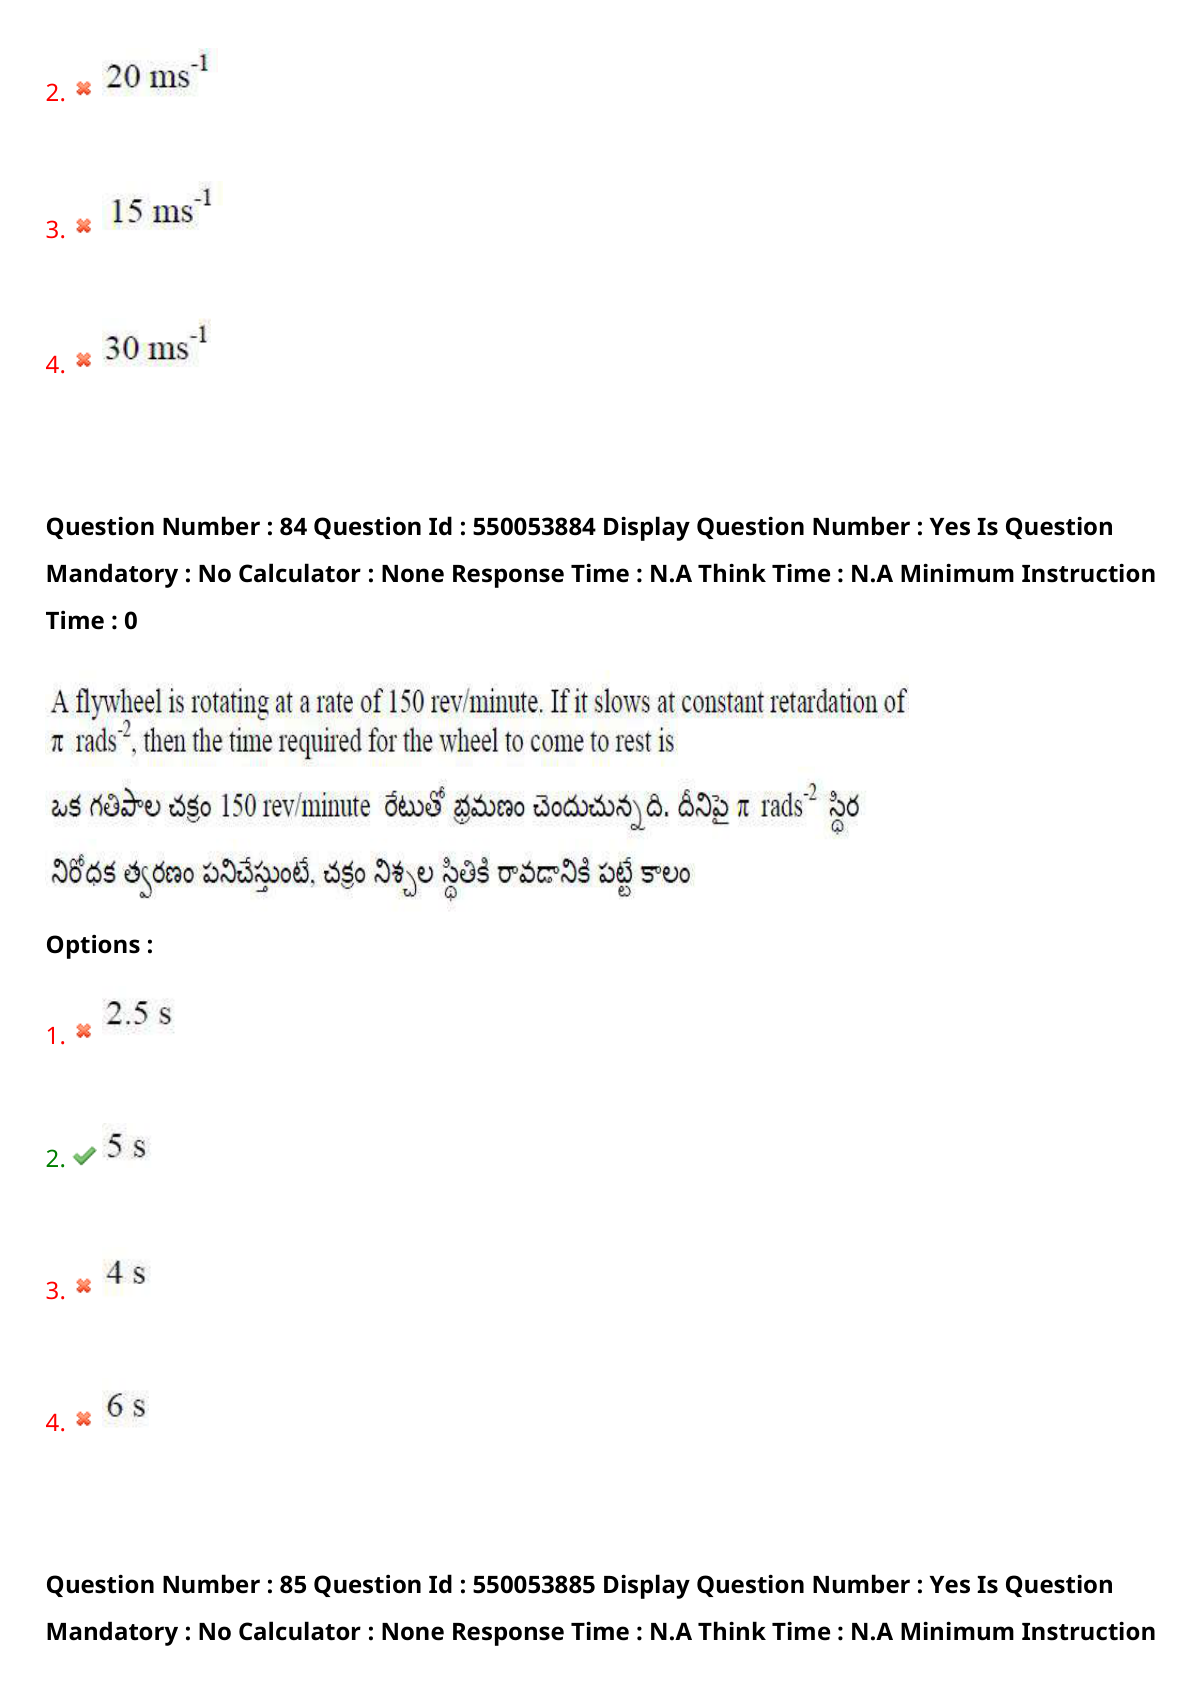 2. 20 ms-1
3. 15 ms-1
4. 30 ms-1
Question Number : 84 Question Id : 550053884 Display Question Number : Yes Is Question
Mandatory : No Calculator : None Response Time : N.A Think Time : N.A Minimum Instruction
Time : 0
A flywheel is rotating at a rate of 150 rev/minute. If it slows at constant retardation of
π rads-2, then the time required for the wheel to come to rest is
ఒక గతిపాల చక్రం 150 rev/minute రేటుతో భ్రమణం చెందుచున్నది. దీనిపై π rads-2 స్థిర
నిరోధక త్వరణం పనిచేస్తుంటే, చక్రం నిశ్చల స్థితికి రావడానికి పట్టే కాలం
Options :
1. 2.5 s
2. 5 s
3. 4 s
4. 6 s
Question Number : 85 Question Id : 550053885 Display Question Number : Yes Is Question
Mandatory : No Calculator : None Response Time : N.A Think Time : N.A Minimum Instruction